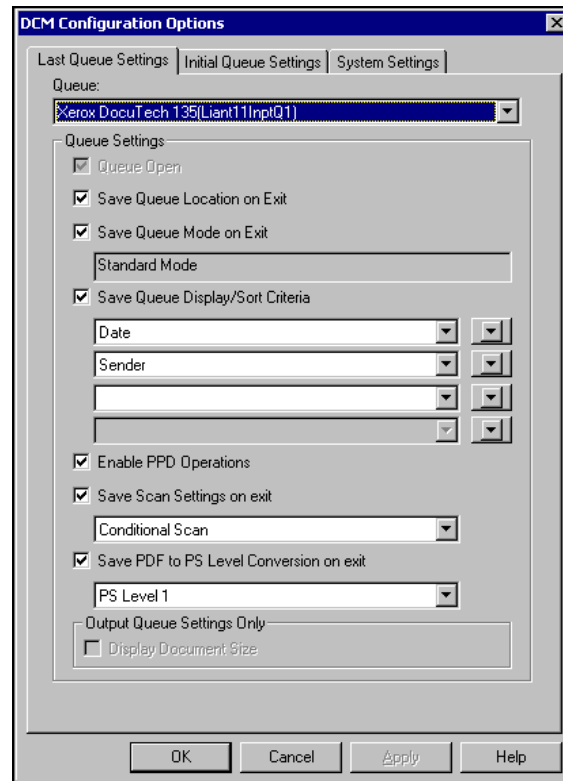 DCM Configuration Options
Last Queue Settings Initial Queue Settings System Settings
Queue:
Xerox DocuTech 135(Liant11InptQ1)
Queue Settings
Queue Open
Save Queue Location on Exit
Save Queue Mode on Exit
Standard Mode
Save Queue Display/Sort Criteria
Date
Sender
Enable PPD Operations
Save Scan Settings on exit
Conditional Scan
Save PDF to PS Level Conversion on exit
PS Level 1
Output Queue Settings Only
Display Document Size
OK Cancel Apply Help